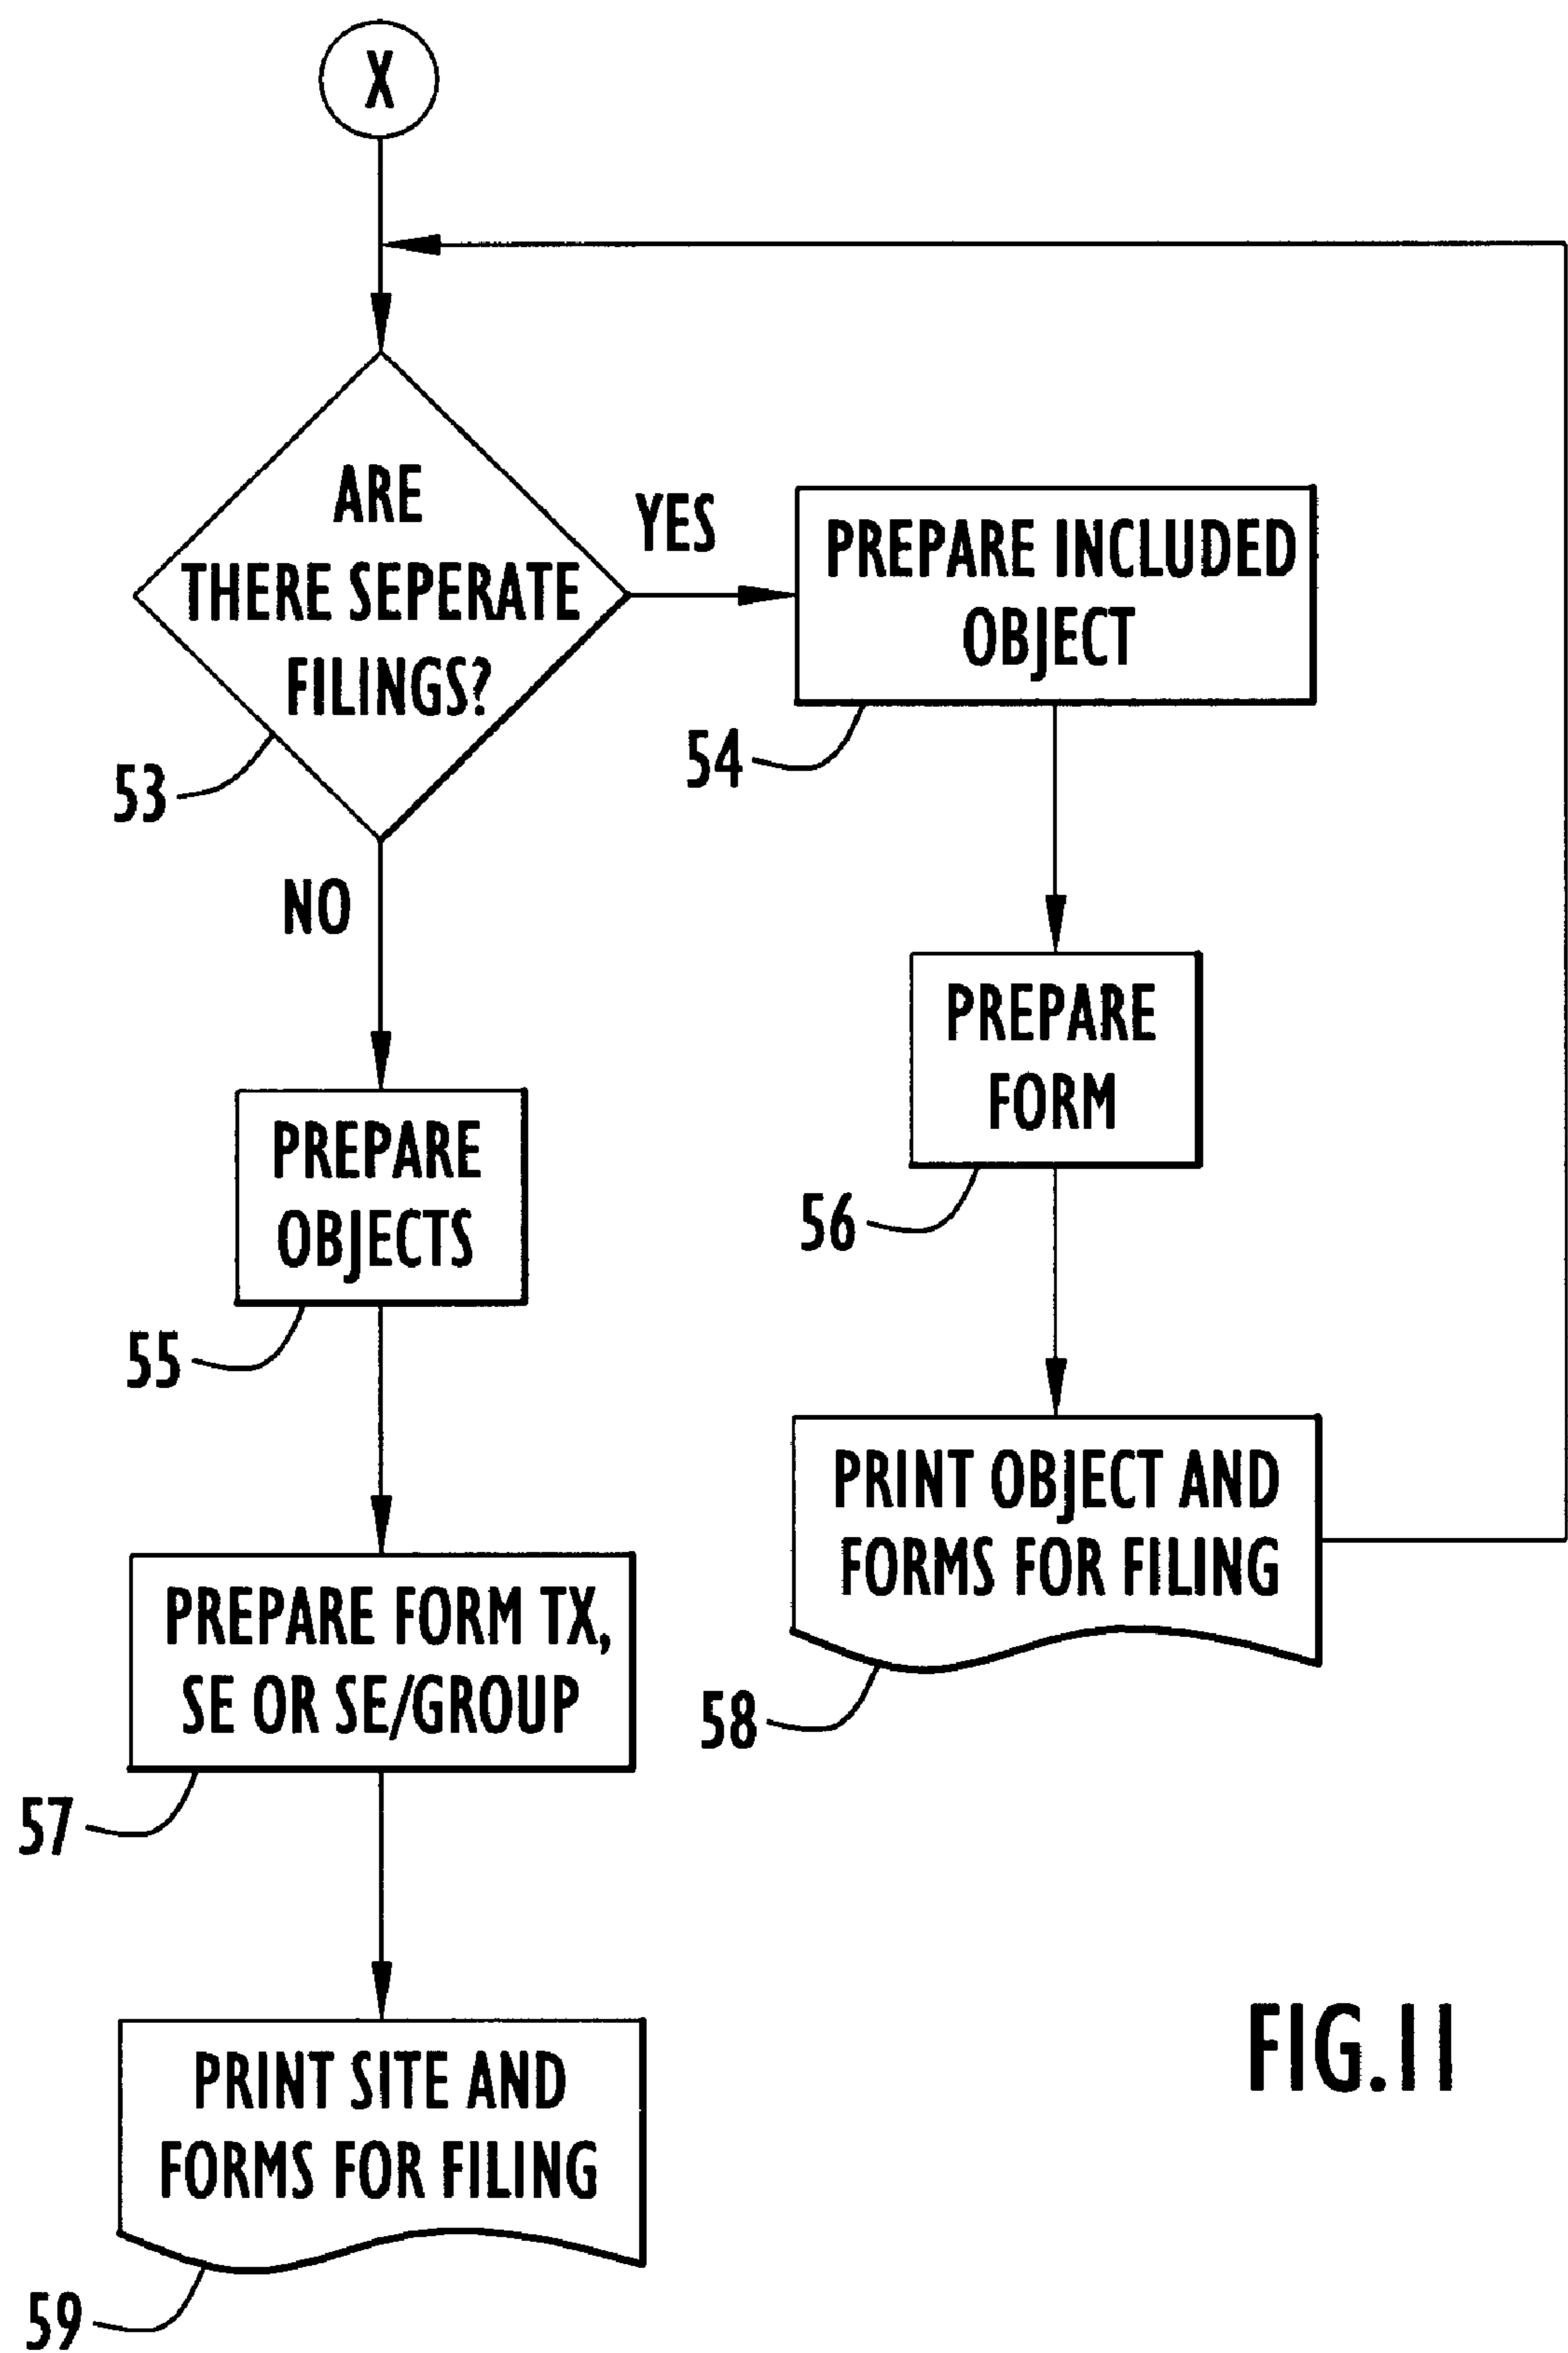 X
ARE
THERE SEPERATE
FILINGS?
53
YES
NO
PREPARE INCLUDED
OBJECT
54
PREPARE
FORM
56
PRINT OBJECT AND
FORMS FOR FILING
58
PREPARE
OBJECTS
55
PREPARE FORM TX,
SE OR SE/GROUP
57
PRINT SITE AND
FORMS FOR FILING
59
FIG.11